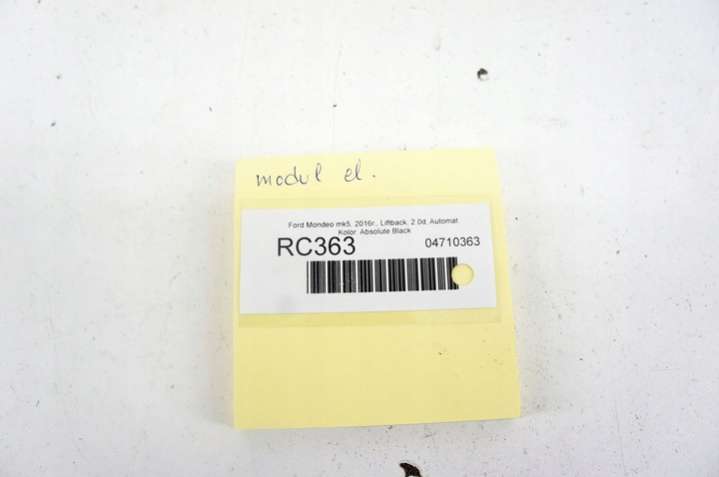 modul el.
Ford Mondeo mk5, 2016r., Liftback, 2.0d, Automat
Kolor: Absolute Black
RC363 04710363